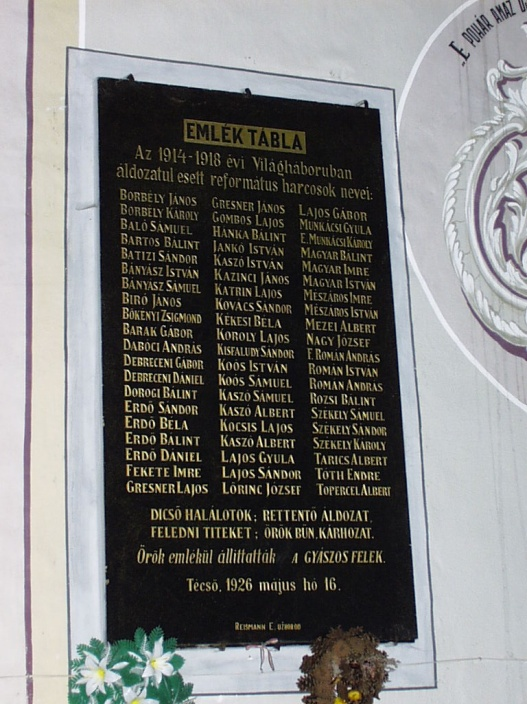 E POHÁR AMAZ
EMLÉK TÁBLA
Az 1914-1918 évi Világháboruban
áldozatul esett református harcosok nevei:
BORBÉLY JÁNOS
BORBÉLY KÁROLY
BALÓ SÁMUEL
BARTOS BÁLINT
BATIZI SÁNDOR
BÁNYÁSZ ISTVÁN
BÁNYÁSZ SÁMUEL
BIRÓ JÁNOS
BÖKÉNYI ZSIGMOND
BARAK GÁBOR
DABÓCI ANDRÁS
DEBRECENI GÁBOR
DEBRECENI DÁNIEL
DOROGI BÁLINT
ERDŐ SÁNDOR
ERDŐ BÉLA
ERDŐ BÁLINT
ERDŐ DÁNIEL
FEKETE IMRE
GRESNER LAJOS
GRESNER JÁNOS
GOMBOS LAJOS
HÁNKA BÁLINT
JANKÓ ISTVÁN
KASZÓ ISTVÁN
KAZINCI JÁNOS
KATRIN LAJOS
KOVÁCS SÁNDOR
KÉKESI BÉLA
KOROLY LAJOS
KISFALUDY SÁNDOR
KOÓS ISTVÁN
KOÓS SÁMUEL
KASZÓ SÁMUEL
KASZÓ ALBERT
KOCSIS LAJOS
KASZÓ ALBERT
LAJOS GYULA
LAJOS SÁNDOR
LŐRINC JÓZSEF
LAJOS GÁBOR
MUNKÁCSI GYULA
E. MUNKÁCSI KÁROLY
MAGYAR BÁLINT
MAGYAR IMRE
MAGYAR ISTVÁN
MÉSZÁROS IMRE
MÉSZÁROS ISTVÁN
MEZEI ALBERT
NAGY JÓZSEF
F. ROMÁN ANDRÁS
ROMÁN ISTVÁN
ROMÁN ANDRÁS
ROZSI BÁLINT
SZÉKELY SÁMUEL
SZÉKELY SÁNDOR
SZÉKELY KÁROLY
TARICS ALBERT
TÓTH ENDRE
TOPERCEL ALBERT
DICSŐ HALÁLOTOK; RETTENTŐ ÁLDOZAT,
FELEDNI TITEKET; ÖRÖK BŰN, KÁRHOZAT.
Örök emlékül állittatták A GYÁSZOS FELEK.
Técső, 1926 május hó 16.
REISMANN E. UŽHOROD